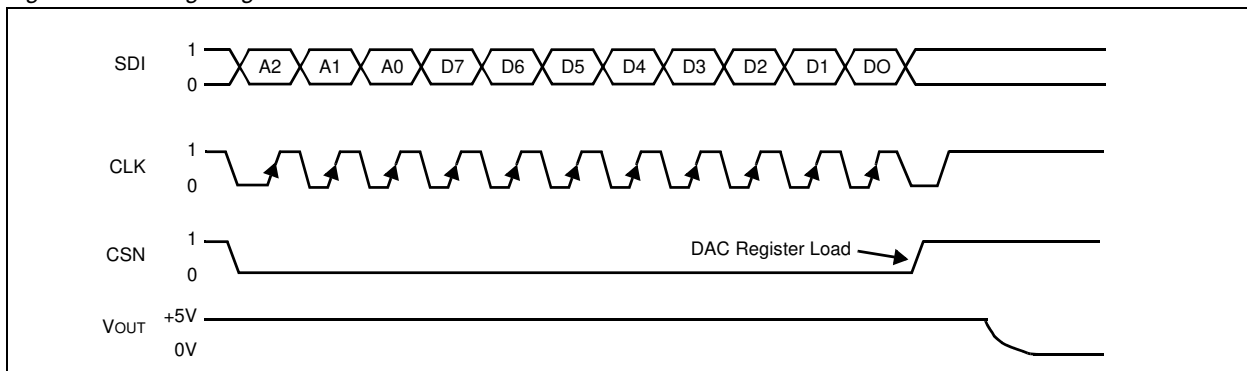 SDI
1
0
A2 A1 A0 D7 D6 D5 D4 D3 D2 D1 DO
CLK
1
0
CSN
1
0
DAC Register Load
VOUT
+5V
0V